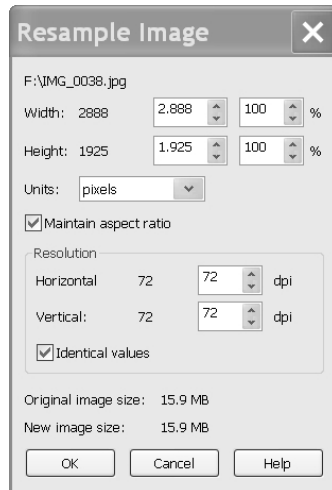 Resample Image
F:\IMG_0038.jpg
Width: 2888 2.888 100 %
Height: 1925 1.925 100 %
Units: pixels
Maintain aspect ratio
Resolution
Horizontal 72 72 dpi
Vertical: 72 72 dpi
Identical values
Original image size: 15.9 MB
New image size: 15.9 MB
OK Cancel Help